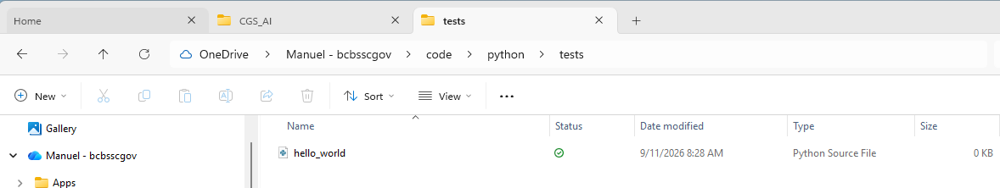 Home CGS_AI tests
OneDrive Manuel - bcbsscgov code python tests
New Sort View
Name Status Date modified Type Size
Gallery
hello_world 9/11/2026 8:28 AM Python Source File 0 KB
Manuel - bcbsscgov
Apps